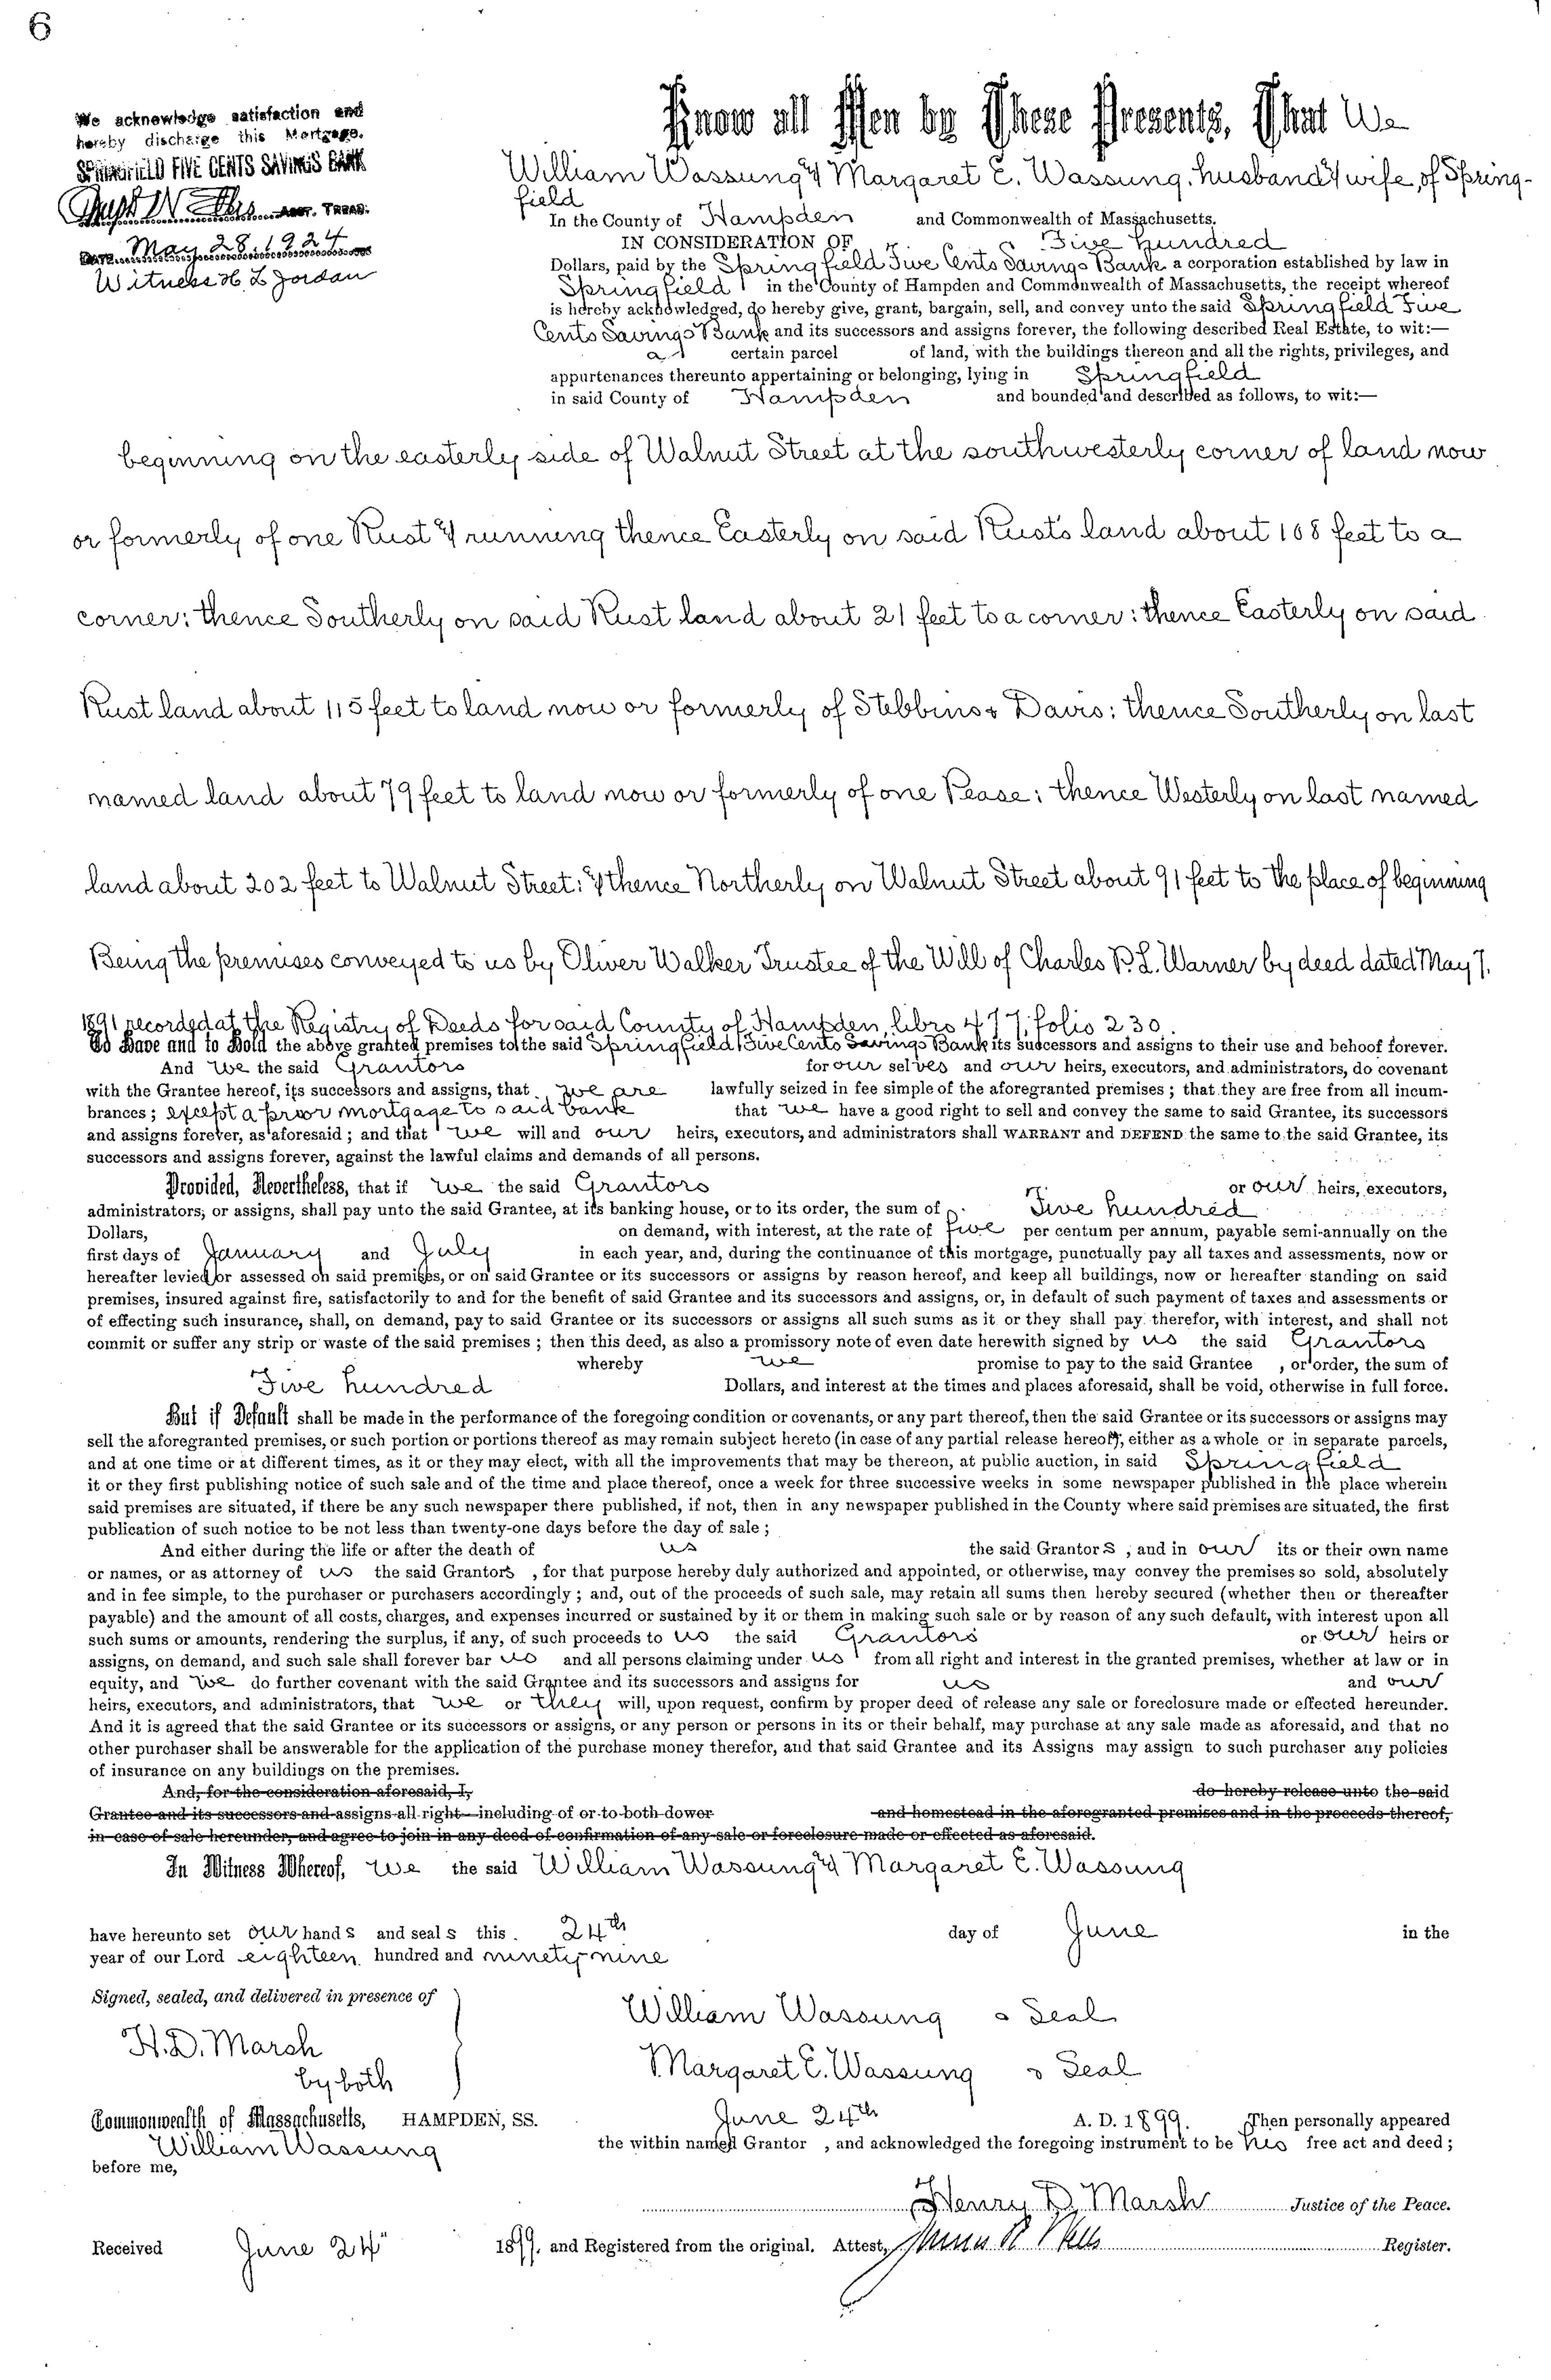 6
We acknowledge satisfaction and
hereby discharge this Mortgage.
SPRINGFIELD FIVE CENTS SAVINGS BANK
Asst. Treas.
Date May 28, 1924
Witness H. L. Jordan
Know all Men by These Presents, That We
William Wassung & Margaret E. Wassung, husband & wife, of Spring-
field
In the County of Hampden and Commonwealth of Massachusetts.
IN CONSIDERATION OF Five hundred
Dollars, paid by the Springfield Five Cents Savings Bank a corporation established by law in
Springfield in the County of Hampden and Commonwealth of Massachusetts, the receipt whereof
is hereby acknowledged, do hereby give, grant, bargain, sell, and convey unto the said Springfield Five
Cents Savings Bank and its successors and assigns forever, the following described Real Estate, to wit:—
a certain parcel of land, with the buildings thereon and all the rights, privileges, and
appurtenances thereunto appertaining or belonging, lying in Springfield
in said County of Hampden and bounded and described as follows, to wit:—
beginning on the easterly side of Walnut Street at the southwesterly corner of land now
or formerly of one Rust & running thence Easterly on said Rust's land about 108 feet to a
corner: thence Southerly on said Rust land about 21 feet to a corner: thence Easterly on said
Rust land about 115 feet to land now or formerly of Stebbins & Davis: thence Southerly on last
named land about 79 feet to land now or formerly of one Pease: thence Westerly on last named
land about 202 feet to Walnut Street: & thence Northerly on Walnut Street about 91 feet to the place of beginning
Being the premises conveyed to us by Oliver Walker Trustee of the Will of Charles P. L. Warner by deed dated May 7,
1891 recorded at the Registry of Deeds for said County of Hampden, libro 477, folio 230.
To Have and to Hold the above granted premises to the said Springfield Five Cents Savings Bank its successors and assigns to their use and behoof forever.
And We the said Grantors for our selves and our heirs, executors, and administrators, do covenant
with the Grantee hereof, its successors and assigns, that we are lawfully seized in fee simple of the aforegranted premises; that they are free from all incum-
brances; except a prior mortgage to said bank that we have a good right to sell and convey the same to said Grantee, its successors
and assigns forever, as aforesaid; and that we will and our heirs, executors, and administrators shall WARRANT and DEFEND the same to the said Grantee, its
successors and assigns forever, against the lawful claims and demands of all persons.
Provided, Nevertheless, that if we the said Grantors or our heirs, executors,
administrators, or assigns, shall pay unto the said Grantee, at its banking house, or to its order, the sum of Five hundred
Dollars, on demand, with interest, at the rate of five per centum per annum, payable semi-annually on the
first days of January and July in each year, and, during the continuance of this mortgage, punctually pay all taxes and assessments, now or
hereafter levied or assessed on said premises, or on said Grantee or its successors or assigns by reason hereof, and keep all buildings, now or hereafter standing on said
premises, insured against fire, satisfactorily to and for the benefit of said Grantee and its successors and assigns, or, in default of such payment of taxes and assessments or
of effecting such insurance, shall, on demand, pay to said Grantee or its successors or assigns all such sums as it or they shall pay therefor, with interest, and shall not
commit or suffer any strip or waste of the said premises; then this deed, as also a promissory note of even date herewith signed by us the said Grantors
whereby we promise to pay to the said Grantee , or order, the sum of
Five hundred Dollars, and interest at the times and places aforesaid, shall be void, otherwise in full force.
But if Default shall be made in the performance of the foregoing condition or covenants, or any part thereof, then the said Grantee or its successors or assigns may
sell the aforegranted premises, or such portion or portions thereof as may remain subject hereto (in case of any partial release hereof), either as a whole or in separate parcels,
and at one time or at different times, as it or they may elect, with all the improvements that may be thereon, at public auction, in said Springfield
it or they first publishing notice of such sale and of the time and place thereof, once a week for three successive weeks in some newspaper published in the place wherein
said premises are situated, if there be any such newspaper there published, if not, then in any newspaper published in the County where said premises are situated, the first
publication of such notice to be not less than twenty-one days before the day of sale;
And either during the life or after the death of us the said Grantors , and in our its or their own name
or names, or as attorney of us the said Grantors , for that purpose hereby duly authorized and appointed, or otherwise, may convey the premises so sold, absolutely
and in fee simple, to the purchaser or purchasers accordingly; and, out of the proceeds of such sale, may retain all sums then hereby secured (whether then or thereafter
payable) and the amount of all costs, charges, and expenses incurred or sustained by it or them in making such sale or by reason of any such default, with interest upon all
such sums or amounts, rendering the surplus, if any, of such proceeds to us the said Grantors or our heirs or
assigns, on demand, and such sale shall forever bar us and all persons claiming under us from all right and interest in the granted premises, whether at law or in
equity, and we do further covenant with the said Grantee and its successors and assigns for us and our
heirs, executors, and administrators, that we or they will, upon request, confirm by proper deed of release any sale or foreclosure made or effected hereunder.
And it is agreed that the said Grantee or its successors or assigns, or any person or persons in its or their behalf, may purchase at any sale made as aforesaid, and that no
other purchaser shall be answerable for the application of the purchase money therefor, and that said Grantee and its Assigns may assign to such purchaser any policies
of insurance on any buildings on the premises.
And, for the consideration aforesaid, I, do hereby release unto the said
Grantee and its successors and assigns all right including of or to both dower and homestead in the aforegranted premises and in the proceeds thereof,
in case of sale hereunder, and agree to join in any deed of confirmation of any sale or foreclosure made or effected as aforesaid.
In Witness Whereof, we the said William Wassung & Margaret E. Wassung
have hereunto set our hands and seals this 24th day of June in the
year of our Lord eighteen hundred and ninety-nine
Signed, sealed, and delivered in presence of
H. D. Marsh
by both
William Wassung Seal
Margaret E. Wassung Seal
Commonwealth of Massachusetts, HAMPDEN, SS. June 24th A. D. 1899. Then personally appeared
William Wassung the within named Grantor , and acknowledged the foregoing instrument to be his free act and deed;
before me,
Henry D. Marsh Justice of the Peace.
Received June 24" 1899, and Registered from the original. Attest, Register.